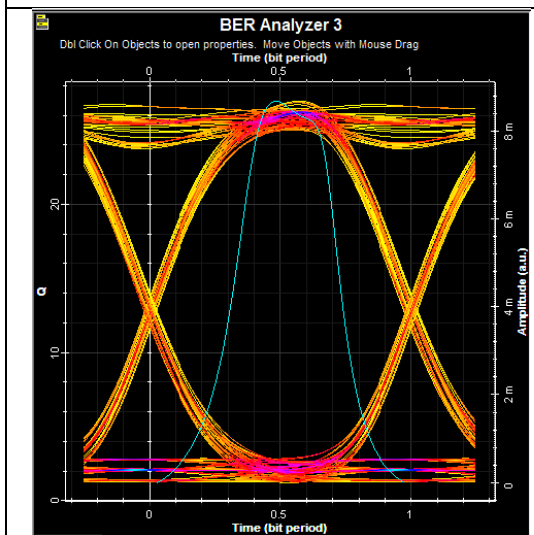 BER Analyzer 3
Dbl Click On Objects to open properties. Move Objects with Mouse Drag
Time (bit period)
0 0.5 1
20
10
0
Q
8 m
6 m
4 m
2 m
0
Amplitude (a.u.)
0 0.5 1
Time (bit period)